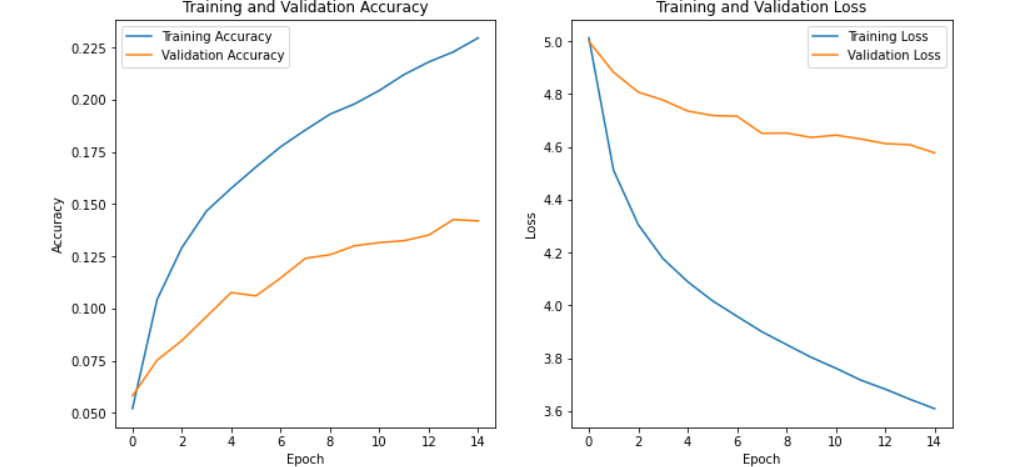 Training and Validation Accuracy
Training Accuracy
Validation Accuracy
0.225
0.200
0.175
0.150
0.125
0.100
0.075
0.050
Accuracy
0 2 4 6 8 10 12 14
Epoch
Training and Validation Loss
Training Loss
Validation Loss
5.0
4.8
4.6
4.4
4.2
4.0
3.8
3.6
Loss
0 2 4 6 8 10 12 14
Epoch